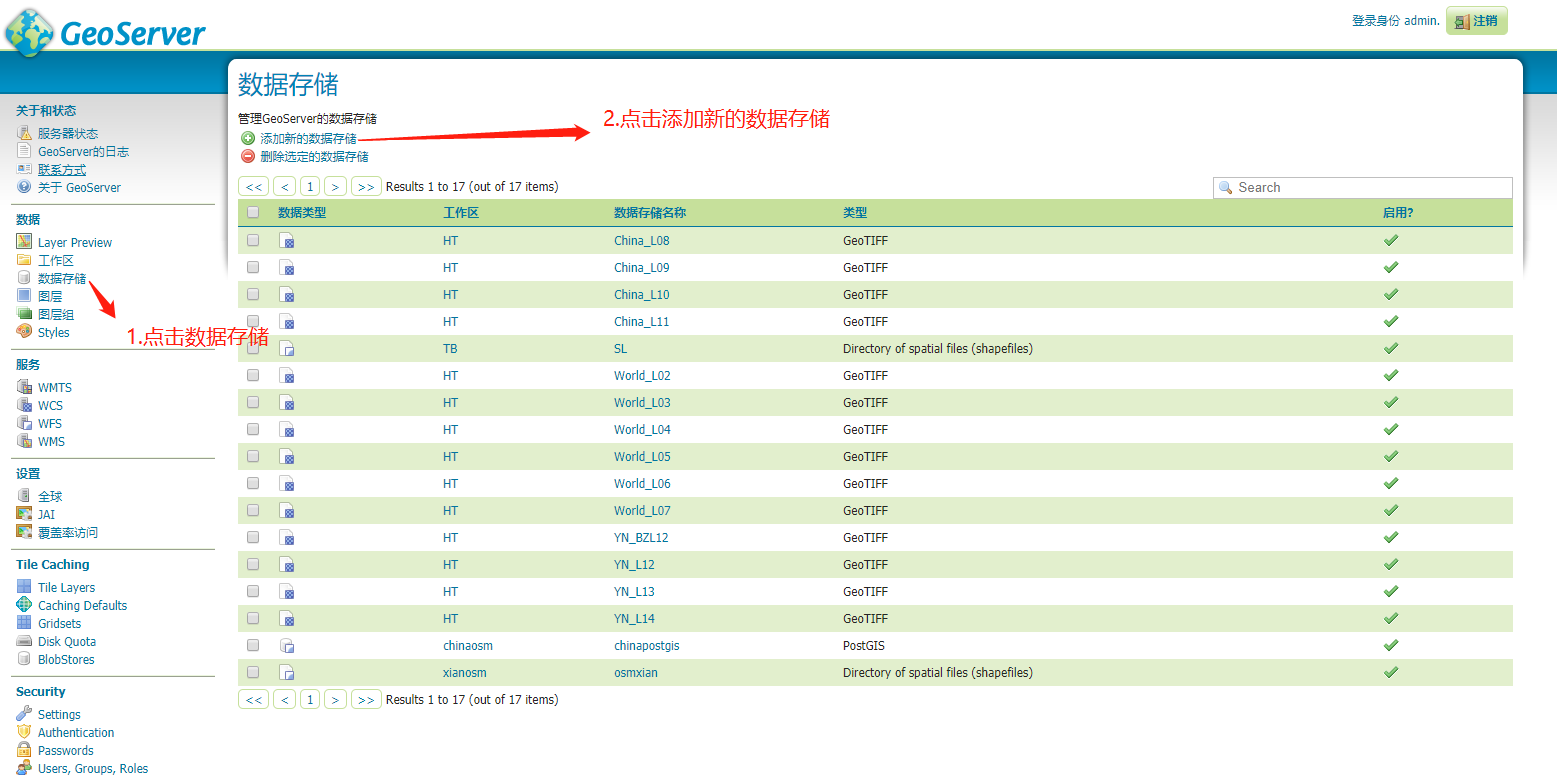 GeoServer
登录身份 admin. 注销
关于和状态
服务器状态
GeoServer的日志
联系方式
关于 GeoServer
数据
Layer Preview
工作区
数据存储
图层
图层组
Styles
1.点击数据存储
服务
WMTS
WCS
WFS
WMS
设置
全球
JAI
覆盖率访问
Tile Caching
Tile Layers
Caching Defaults
Gridsets
Disk Quota
BlobStores
Security
Settings
Authentication
Passwords
Users, Groups, Roles
数据存储
管理GeoServer的数据存储
添加新的数据存储
2.点击添加新的数据存储
删除选定的数据存储
<< < 1 > >> Results 1 to 17 (out of 17 items) Search
数据类型 工作区 数据存储名称 类型 启用?
HT China_L08 GeoTIFF
HT China_L09 GeoTIFF
HT China_L10 GeoTIFF
HT China_L11 GeoTIFF
TB SL Directory of spatial files (shapefiles)
HT World_L02 GeoTIFF
HT World_L03 GeoTIFF
HT World_L04 GeoTIFF
HT World_L05 GeoTIFF
HT World_L06 GeoTIFF
HT World_L07 GeoTIFF
HT YN_BZL12 GeoTIFF
HT YN_L12 GeoTIFF
HT YN_L13 GeoTIFF
HT YN_L14 GeoTIFF
chinaosm chinapostgis PostGIS
xianosm osmxian Directory of spatial files (shapefiles)
<< < 1 > >> Results 1 to 17 (out of 17 items)